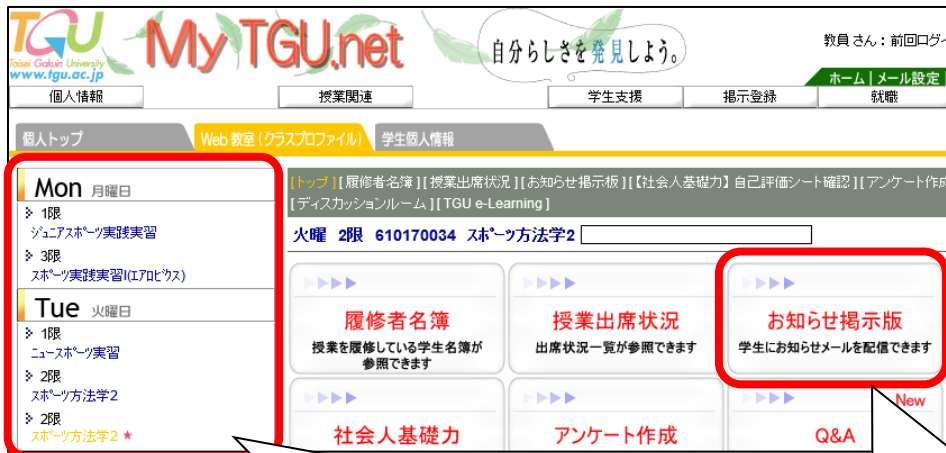 TGU
Taisei Gakuin University
www.tgu.ac.jp
MyTGU.net
自分らしさを発見しよう。
教員 さん：前回ログイ
ホーム | メール設定
個人情報
授業関連
学生支援
掲示登録
就職
個人トップ
Web 教室 (クラスプロファイル)
学生個人情報
Mon 月曜日
1限
ジュニアスポーツ実践実習
3限
スポーツ実践実習I(エアロビクス)
Tue 火曜日
1限
ニュースポーツ実習
2限
スポーツ方法学2
2限
スポーツ方法学2 ★
[トップ] [履修者名簿] [授業出席状況] [お知らせ掲示板] [【社会人基礎力】自己評価シート確認] [アンケート作成
[ディスカッションルーム] [TGU e-Learning]
火曜 2限 610170034 スポーツ方法学2
履修者名簿
授業を履修している学生名簿が
参照できます
授業出席状況
出席状況一覧が参照できます
お知らせ掲示版
学生にお知らせメールを配信できます
社会人基礎力
アンケート作成
New
Q&A